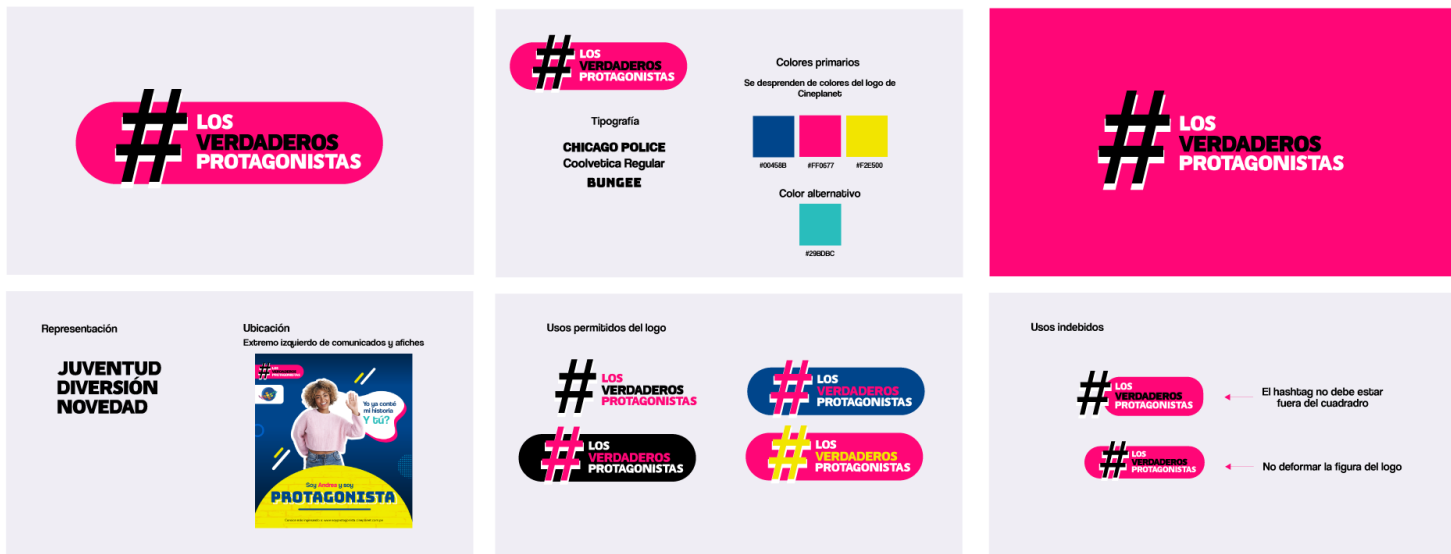 #
LOS
VERDADEROS
PROTAGONISTAS
#
LOS
VERDADEROS
PROTAGONISTAS
Tipografía
CHICAGO POLICE
Coolvetica Regular
BUNGEE
Colores primarios
Se desprenden de colores del logo de
Cineplanet
#00458B
#FF0677
#F2E500
Color alternativo
#29BDBC
#
LOS
VERDADEROS
PROTAGONISTAS
Representación
JUVENTUD
DIVERSIÓN
NOVEDAD
Ubicación
Extremo izquierdo de comunicados y afiches
#
LOS
VERDADEROS
PROTAGONISTAS
Yo ya conté
mi historia
Y tú?
Soy Andrea y soy
PROTAGONISTA
Usos permitidos del logo
#
LOS
VERDADEROS
PROTAGONISTAS
#
LOS
VERDADEROS
PROTAGONISTAS
#
LOS
VERDADEROS
PROTAGONISTAS
#
LOS
VERDADEROS
PROTAGONISTAS
Usos indebidos
#
LOS
VERDADEROS
PROTAGONISTAS
El hashtag no debe estar
fuera del cuadrado
#
LOS
VERDADEROS
PROTAGONISTAS
No deformar la figura del logo